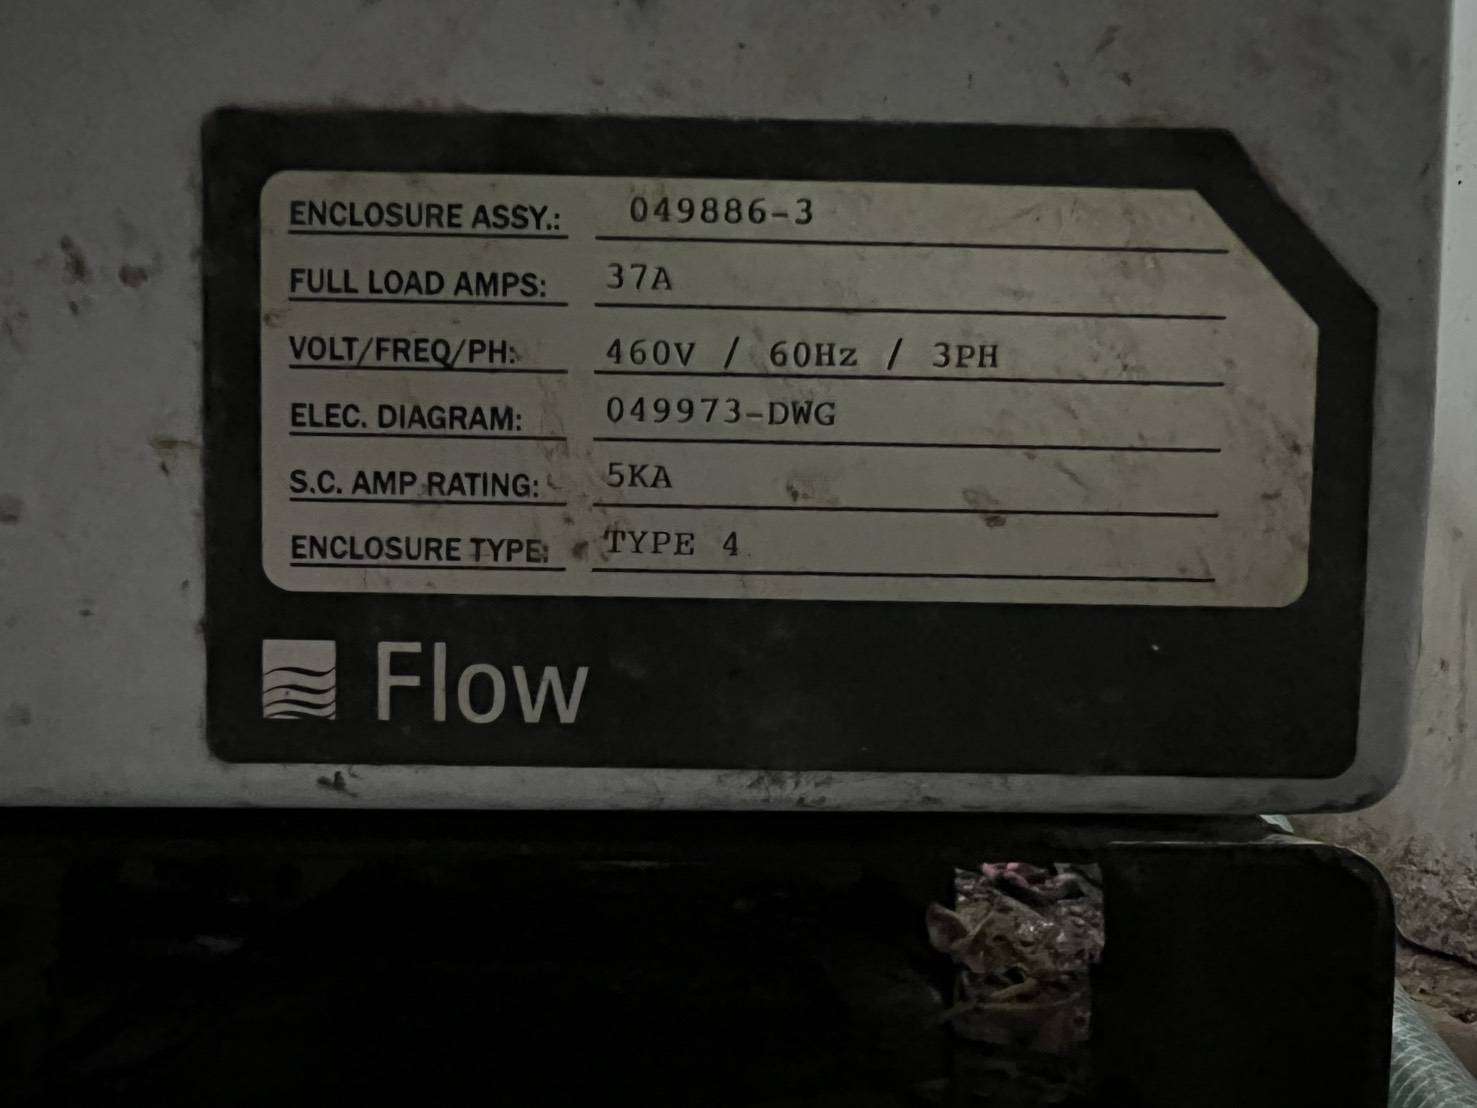 ENCLOSURE ASSY.: 049886-3
FULL LOAD AMPS: 37A
VOLT/FREQ/PH: 460V / 60Hz / 3PH
ELEC. DIAGRAM: 049973-DWG
S.C. AMP RATING: 5KA
ENCLOSURE TYPE: TYPE 4
Flow